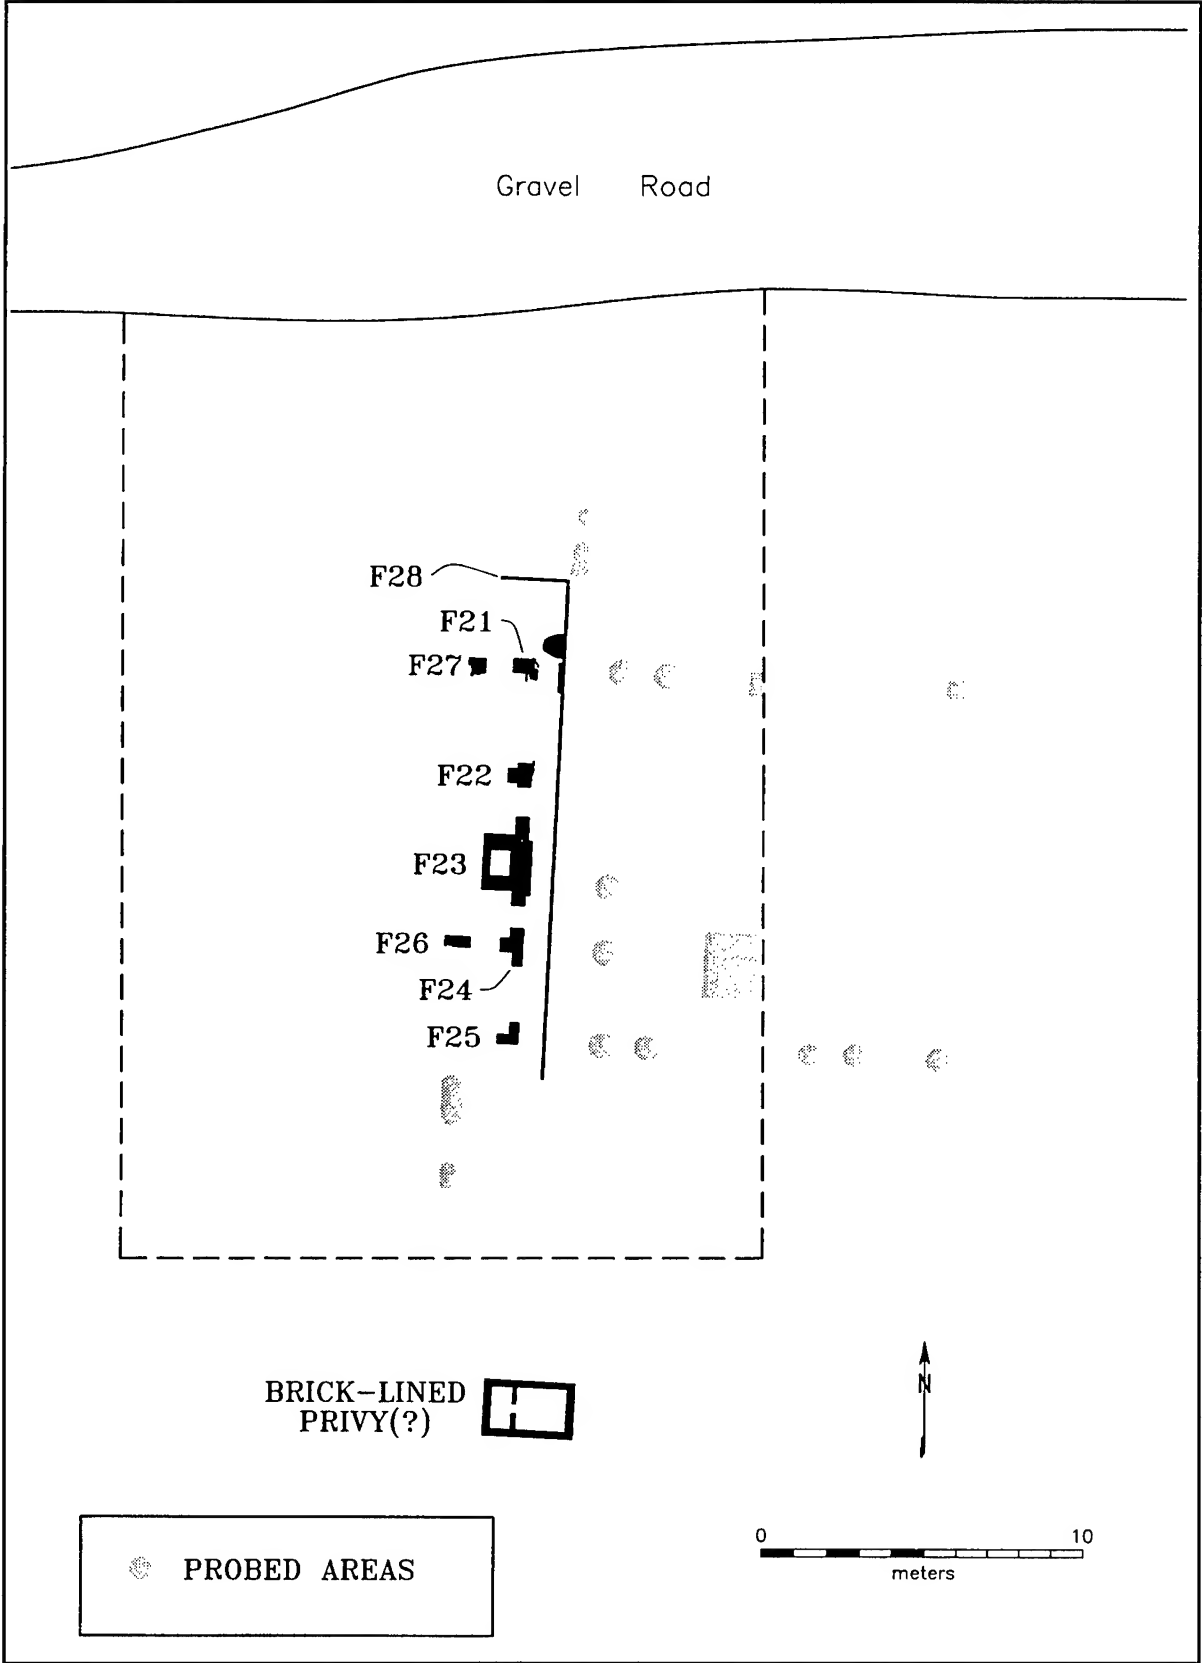 Gravel Road
F28
F21
F27
F22
F23
F26
F24
F25
BRICK-LINED
PRIVY(?)
N
PROBED AREAS
0 10
meters